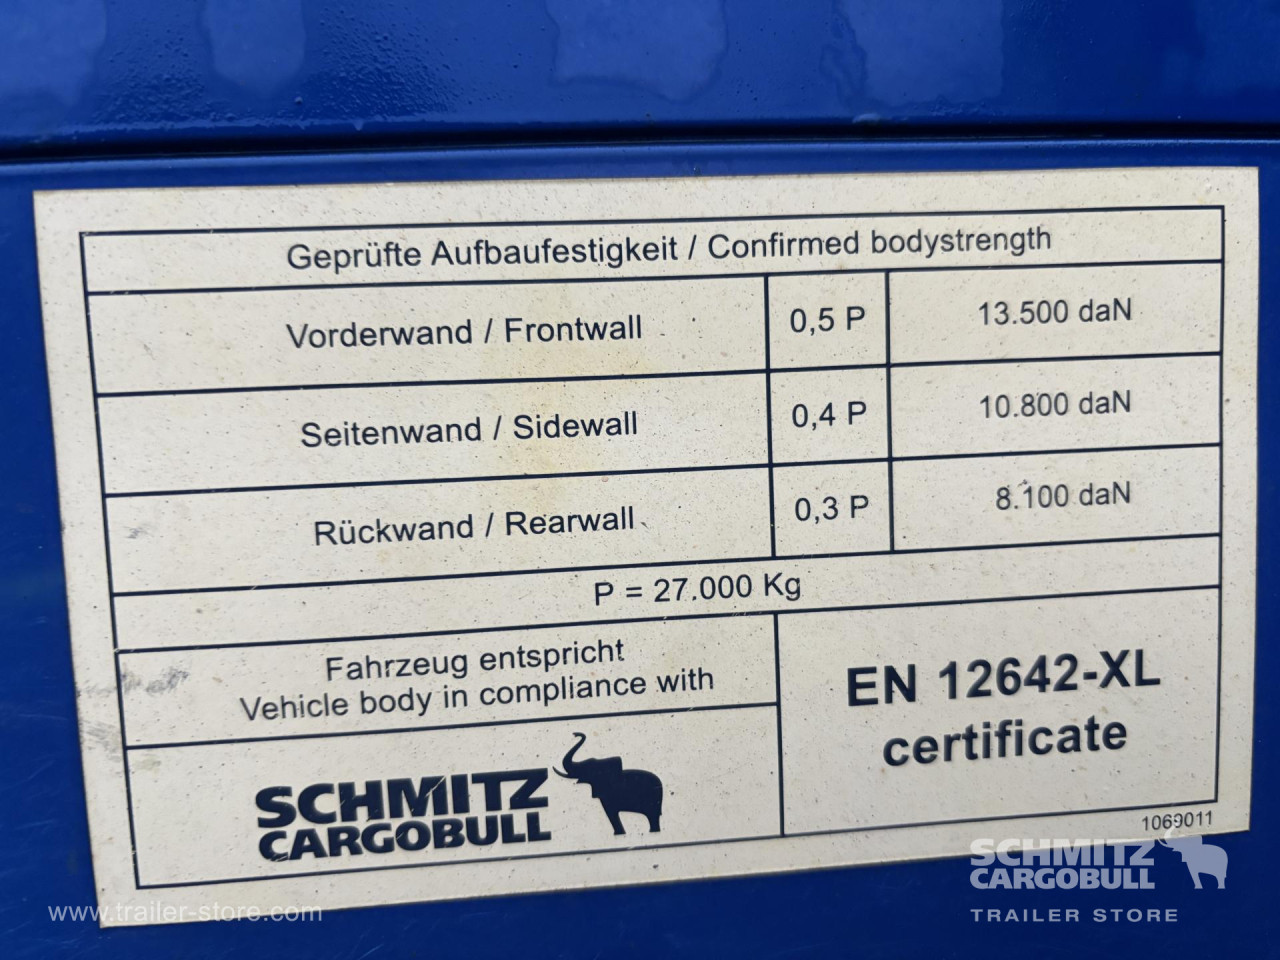 Geprüfte Aufbaufestigkeit / Confirmed bodystrength
Vorderwand / Frontwall 0,5 P 13.500 daN
Seitenwand / Sidewall 0,4 P 10.800 daN
Rückwand / Rearwall 0,3 P 8.100 daN
P = 27.000 Kg
Fahrzeug entspricht
Vehicle body in compliance with
EN 12642-XL
certificate
SCHMITZ
CARGOBULL
1069011
www.trailer-store.com
SCHMITZ
CARGOBULL
TRAILER STORE